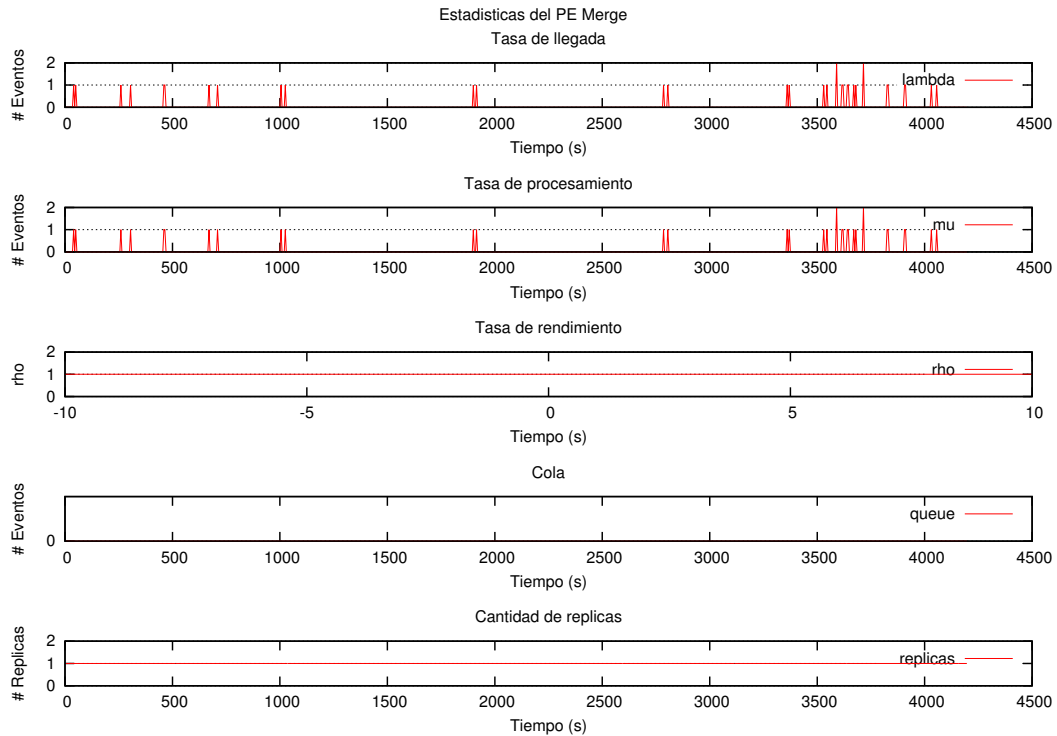 Estadisticas del PE Merge
Tasa de llegada
# Eventos
2
1
0
lambda
0 500 1000 1500 2000 2500 3000 3500 4000 4500
Tiempo (s)
Tasa de procesamiento
# Eventos
2
1
0
mu
0 500 1000 1500 2000 2500 3000 3500 4000 4500
Tiempo (s)
Tasa de rendimiento
rho
2
1
0
rho
-10 -5 0 5 10
Tiempo (s)
Cola
# Eventos
0
queue
0 500 1000 1500 2000 2500 3000 3500 4000 4500
Tiempo (s)
Cantidad de replicas
# Replicas
2
1
0
replicas
0 500 1000 1500 2000 2500 3000 3500 4000 4500
Tiempo (s)